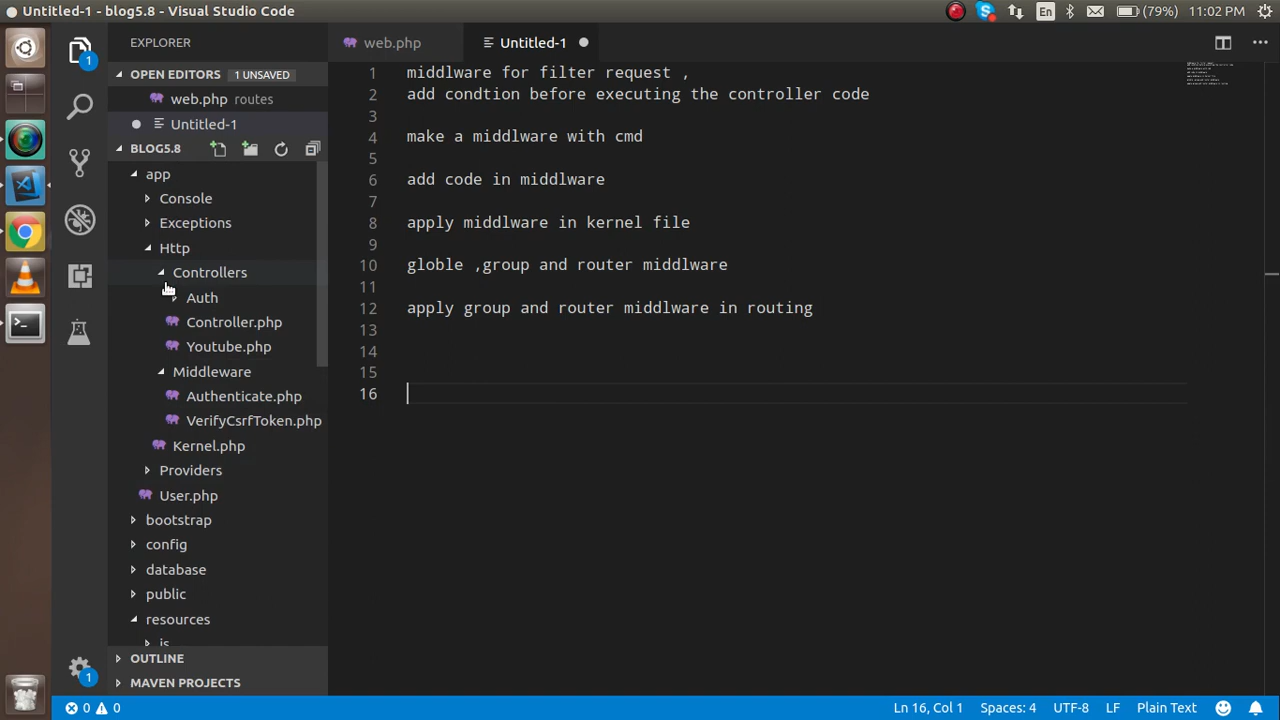 Untitled-1 - blog5.8 - Visual Studio Code
En
(79%)
11:02 PM
EXPLORER
web.php
Untitled-1
OPEN EDITORS
1 UNSAVED
web.php routes
Untitled-1
BLOG5.8
app
Console
Exceptions
Http
Controllers
Auth
Controller.php
Youtube.php
Middleware
Authenticate.php
VerifyCsrfToken.php
Kernel.php
Providers
User.php
bootstrap
config
database
public
resources
js
OUTLINE
MAVEN PROJECTS
1
1
1 middlware for filter request ,
2 add condtion before executing the controller code
3
4 make a middlware with cmd
5
6 add code in middlware
7
8 apply middlware in kernel file
9
10 globle ,group and router middlware
11
12 apply group and router middlware in routing
13
14
15
16
0
0
Ln 16, Col 1
Spaces: 4
UTF-8
LF
Plain Text